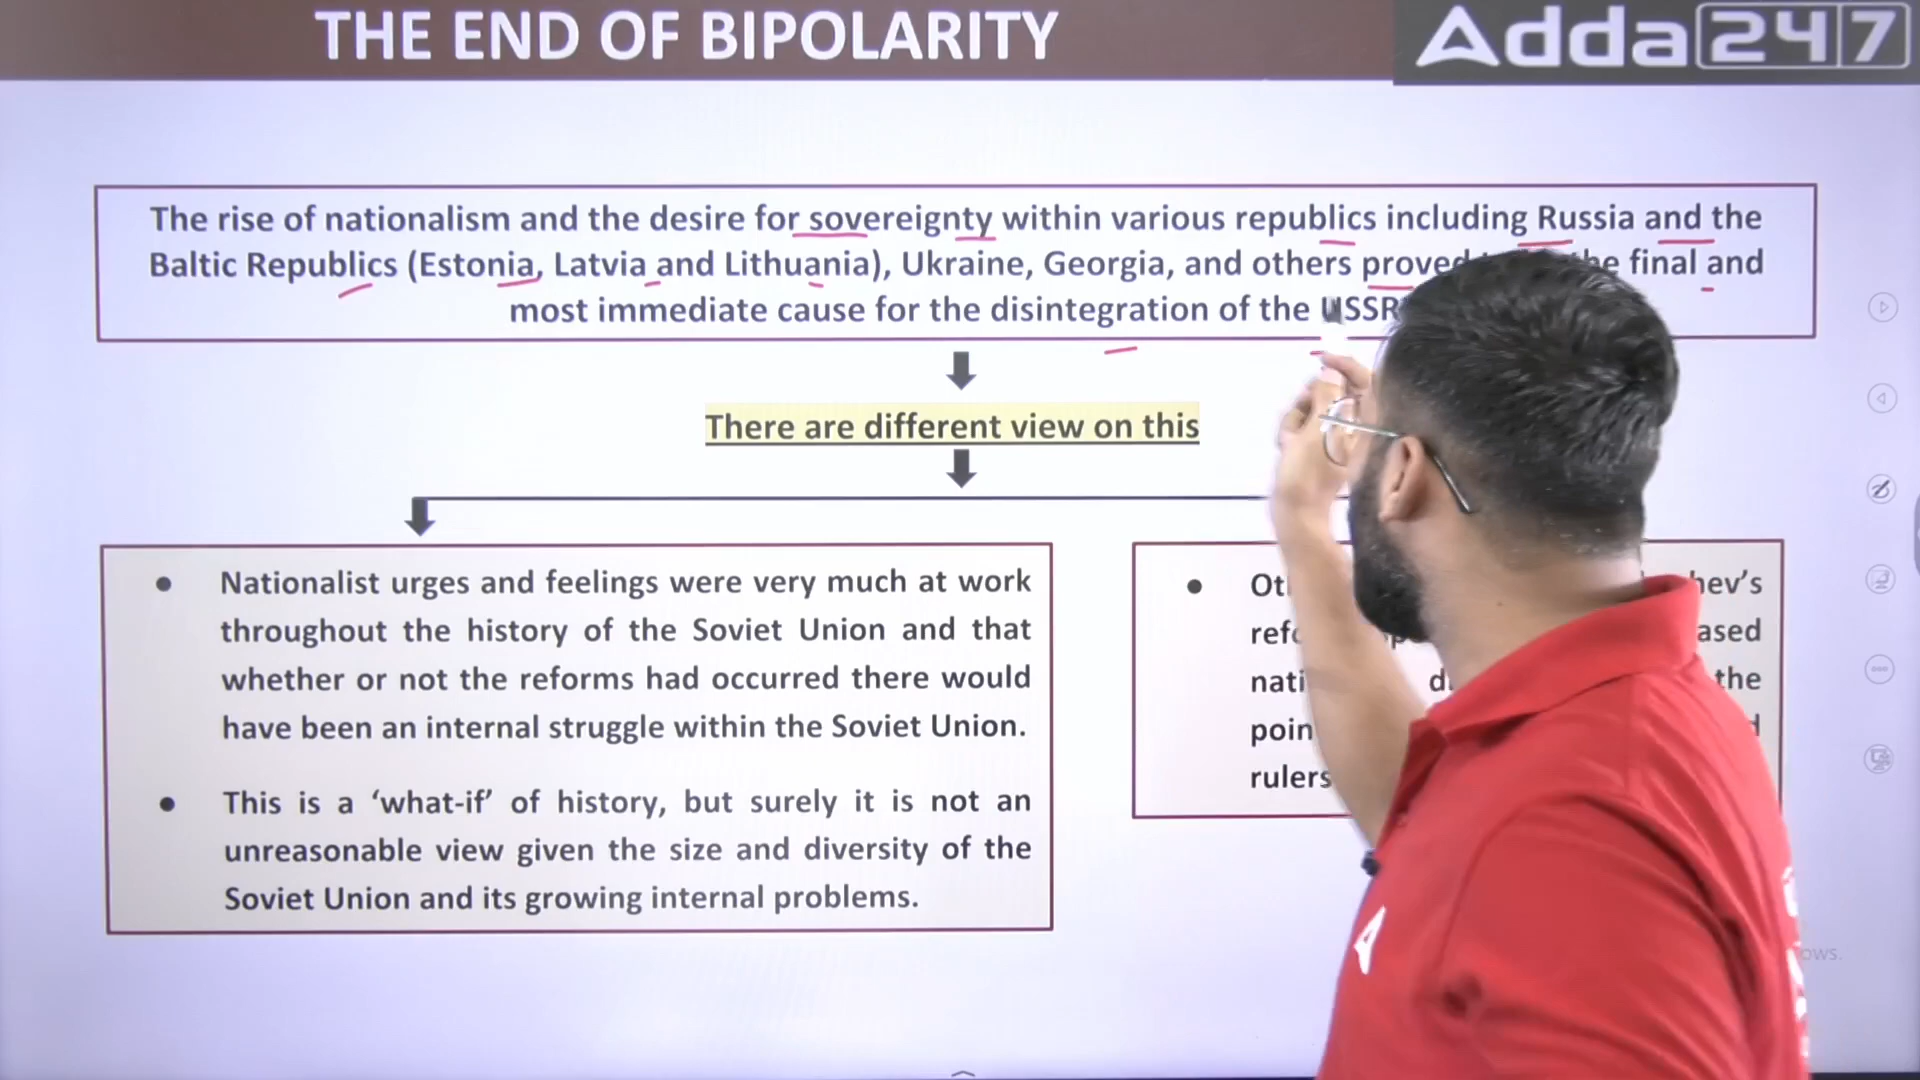 THE END OF BIPOLARITY
Adda247
The rise of nationalism and the desire for sovereignty within various republics including Russia and the
Baltic Republics (Estonia, Latvia and Lithuania), Ukraine, Georgia, and others proved final and
most immediate cause for the disintegration of the USSR
There are different view on this
• Nationalist urges and feelings were very much at work
throughout the history of the Soviet Union and that
whether or not the reforms had occurred there would
have been an internal struggle within the Soviet Union.
• This is a ‘what-if’ of history, but surely it is not an
unreasonable view given the size and diversity of the
Soviet Union and its growing internal problems.
•
the
rulers